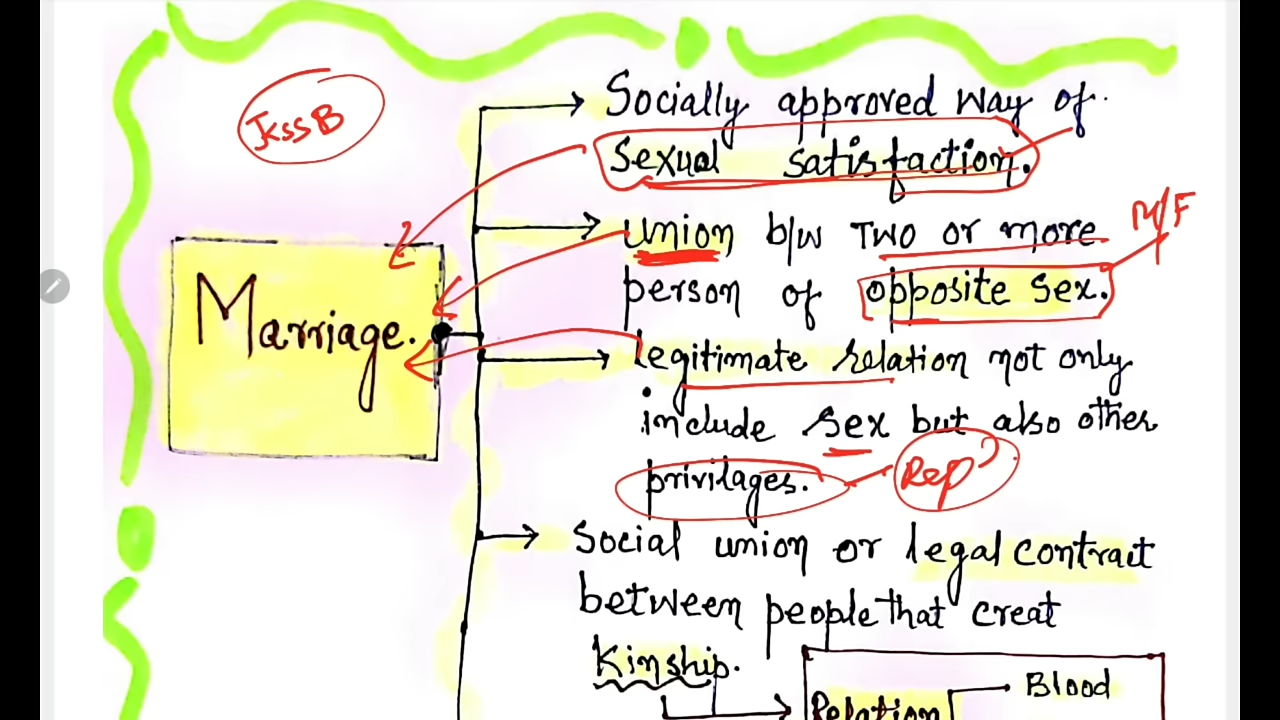 JKSSB
Socially approved way of
sexual satisfaction.
M/F
union b/w Two or more
person of opposite sex.
Marriage.
legitimate relation not only
include sex but also other
privilages.
Rep
Social union or legal contract
between people that creat
Kinship.
Blood
Relation